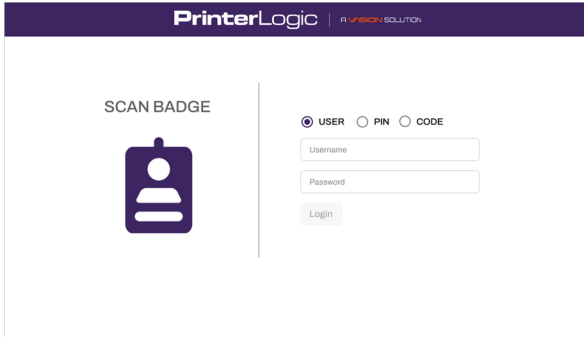 PrinterLogic
A VASION SOLUTION
SCAN BADGE
USER PIN CODE
Username
Password
Login